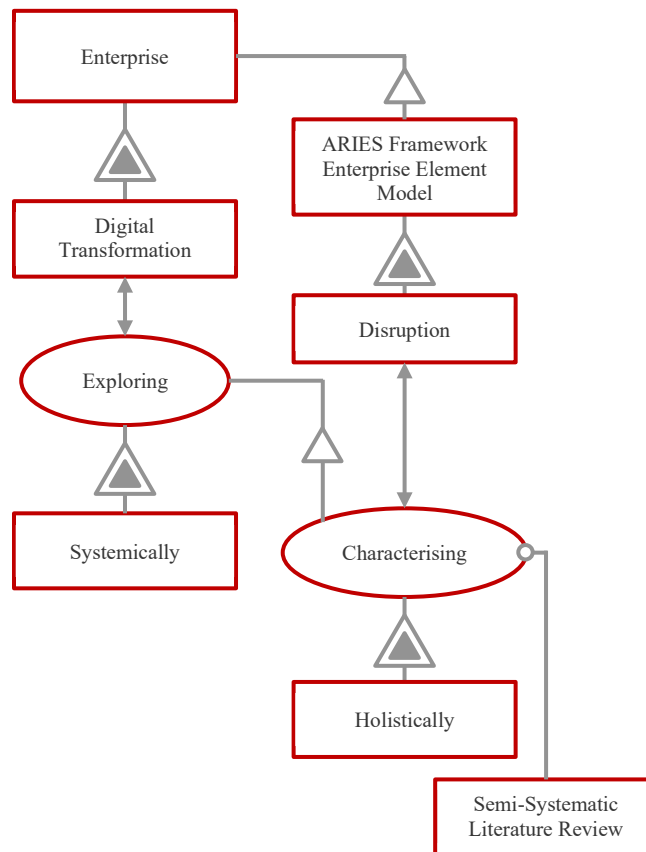 Enterprise
ARIES Framework
Enterprise Element
Model
Digital
Transformation
Disruption
Exploring
Systemically
Characterising
Holistically
Semi-Systematic
Literature Review